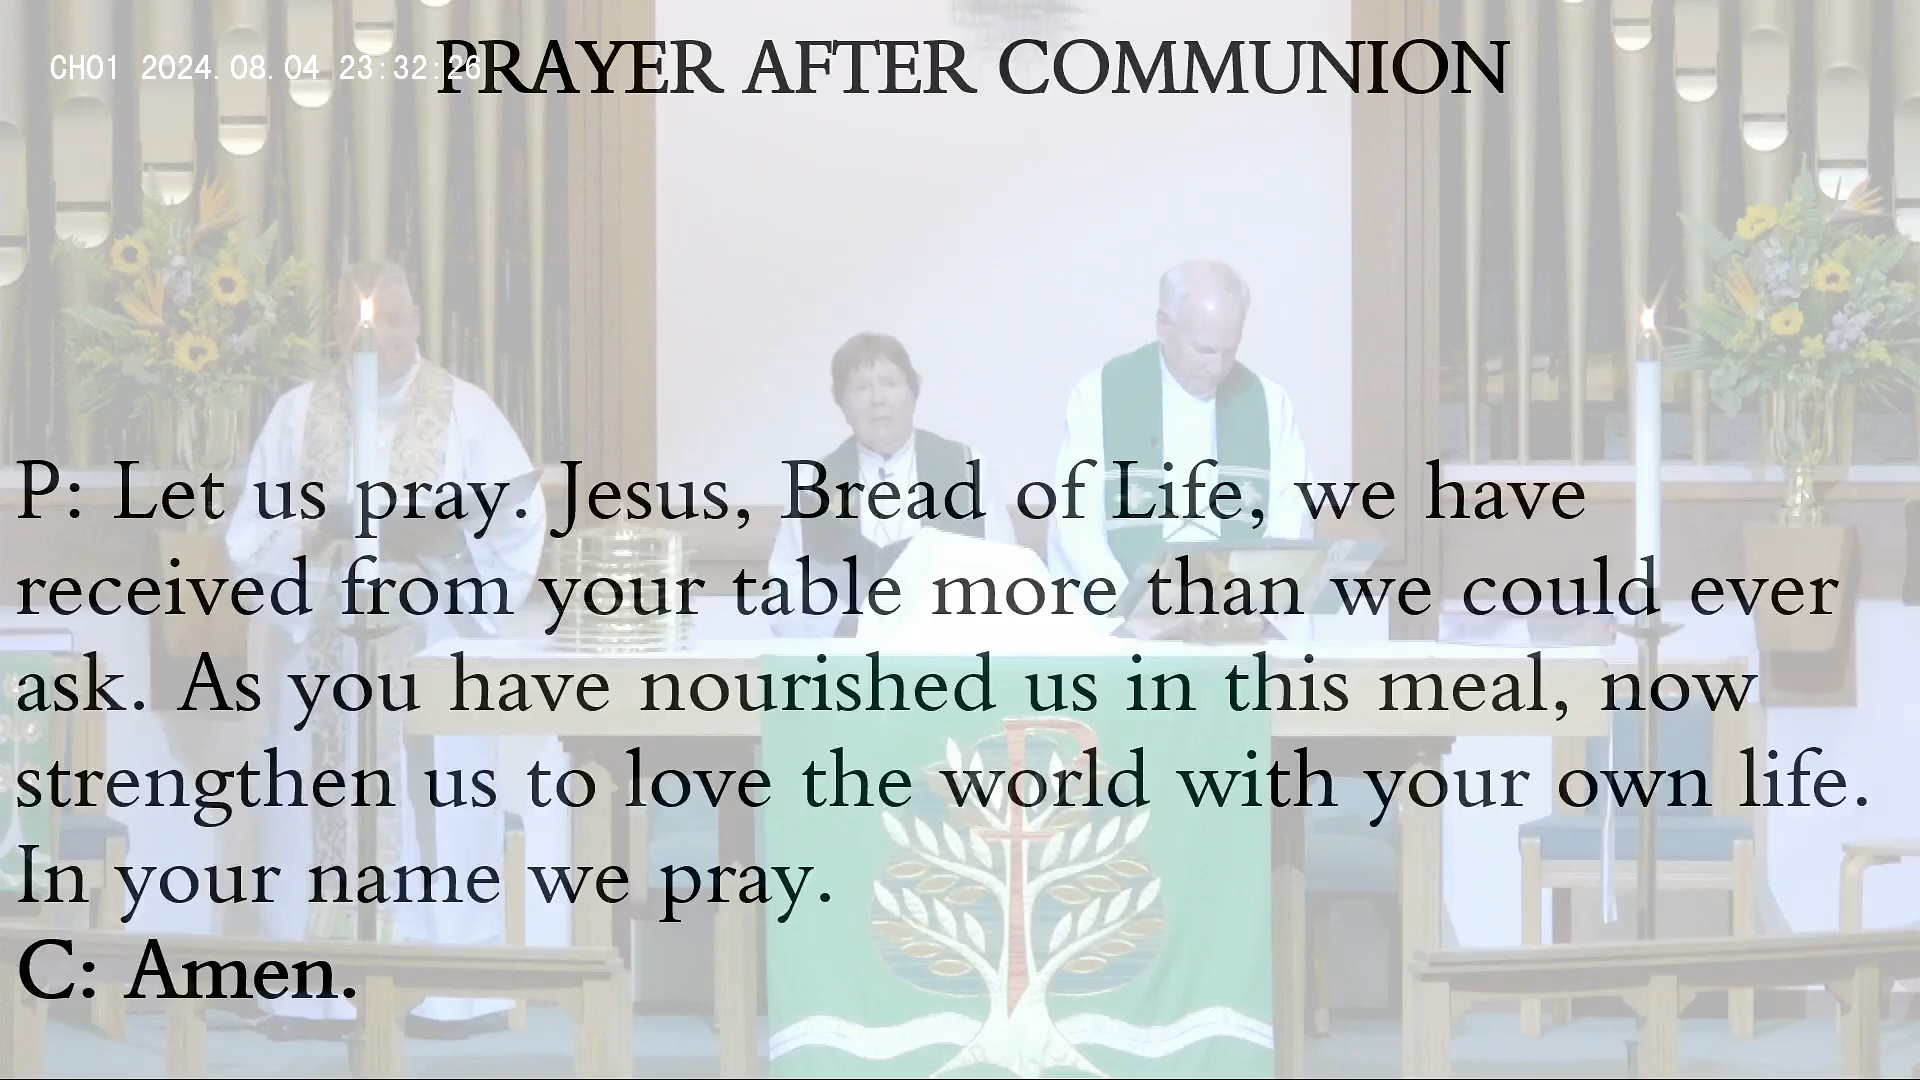 CH01 2024.08.04 23:32:26
PRAYER AFTER COMMUNION
P: Let us pray. Jesus, Bread of Life, we have
received from your table more than we could ever
ask. As you have nourished us in this meal, now
strengthen us to love the world with your own life.
In your name we pray.
C: Amen.